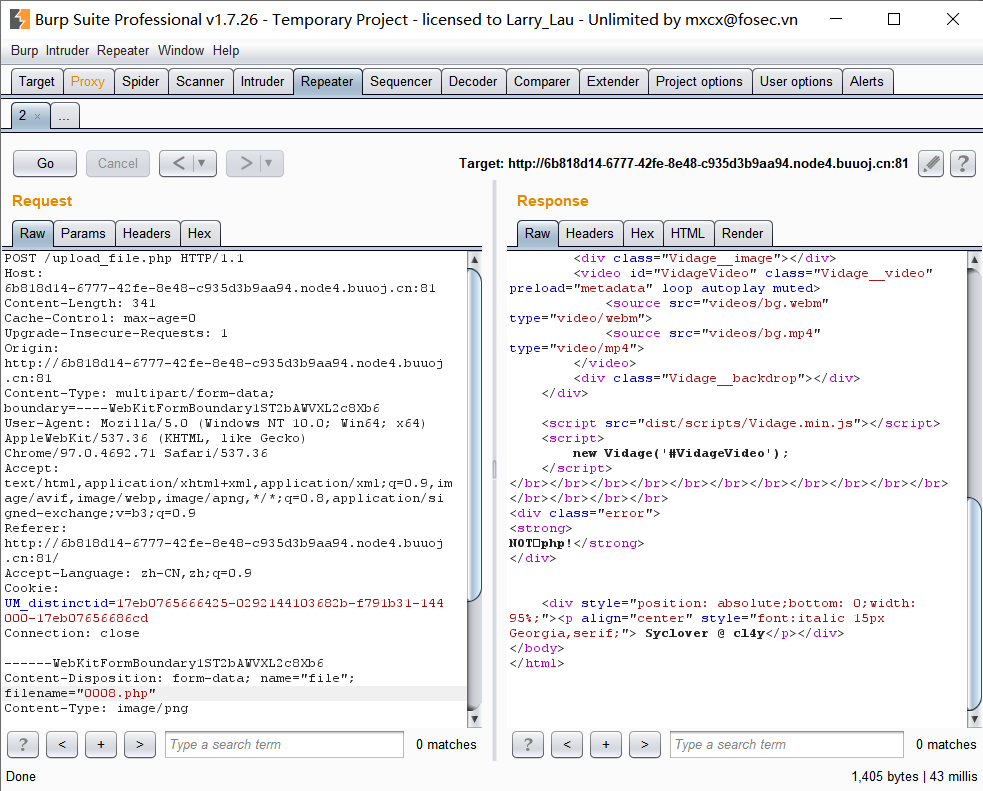 Burp Suite Professional v1.7.26 - Temporary Project - licensed to Larry_Lau - Unlimited by mxcx@fosec.vn
Burp Intruder Repeater Window Help
Target Proxy Spider Scanner Intruder Repeater Sequencer Decoder Comparer Extender Project options User options Alerts
2 × ...
Go Cancel < ▼ > ▼ Target: http://6b818d14-6777-42fe-8e48-c935d3b9aa94.node4.buuoj.cn:81 ?
Request
Raw Params Headers Hex
POST /upload_file.php HTTP/1.1
Host:
6b818d14-6777-42fe-8e48-c935d3b9aa94.node4.buuoj.cn:81
Content-Length: 341
Cache-Control: max-age=0
Upgrade-Insecure-Requests: 1
Origin:
http://6b818d14-6777-42fe-8e48-c935d3b9aa94.node4.buuoj
.cn:81
Content-Type: multipart/form-data;
boundary=----WebKitFormBoundary1ST2bAWVXL2c8Xb6
User-Agent: Mozilla/5.0 (Windows NT 10.0; Win64; x64)
AppleWebKit/537.36 (KHTML, like Gecko)
Chrome/97.0.4692.71 Safari/537.36
Accept:
text/html,application/xhtml+xml,application/xml;q=0.9,im
age/avif,image/webp,image/apng,*/*;q=0.8,application/si
gned-exchange;v=b3;q=0.9
Referer:
http://6b818d14-6777-42fe-8e48-c935d3b9aa94.node4.buuoj
.cn:81/
Accept-Language: zh-CN,zh;q=0.9
Cookie:
UM_distinctid=17eb0765666425-0292144103682b-f791b31-144
000-17eb07656686cd
Connection: close
------WebKitFormBoundary1ST2bAWVXL2c8Xb6
Content-Disposition: form-data; name="file";
filename="0008.php"
Content-Type: image/png
? < + > Type a search term 0 matches
Response
Raw Headers Hex HTML Render
<div class="Vidage__image"></div>
<video id="VidageVideo" class="Vidage__video"
preload="metadata" loop autoplay muted>
<source src="videos/bg.webm"
type="video/webm">
<source src="videos/bg.mp4"
type="video/mp4">
</video>
<div class="Vidage__backdrop"></div>
</div>
<script src="dist/scripts/Vidage.min.js"></script>
<script>
new Vidage('#VidageVideo');
</script>
</br></br></br></br></br></br></br></br></br></br></br>
</br></br></br></br>
<div class="error">
<strong>
NOT□php!</strong>
</div>
<div style="position: absolute;bottom: 0;width:
95%;"><p align="center" style="font:italic 15px
Georgia,serif;"> Syclover @ cl4y</p></div>
</body>
</html>
? < + > Type a search term 0 matches
Done 1,405 bytes | 43 millis